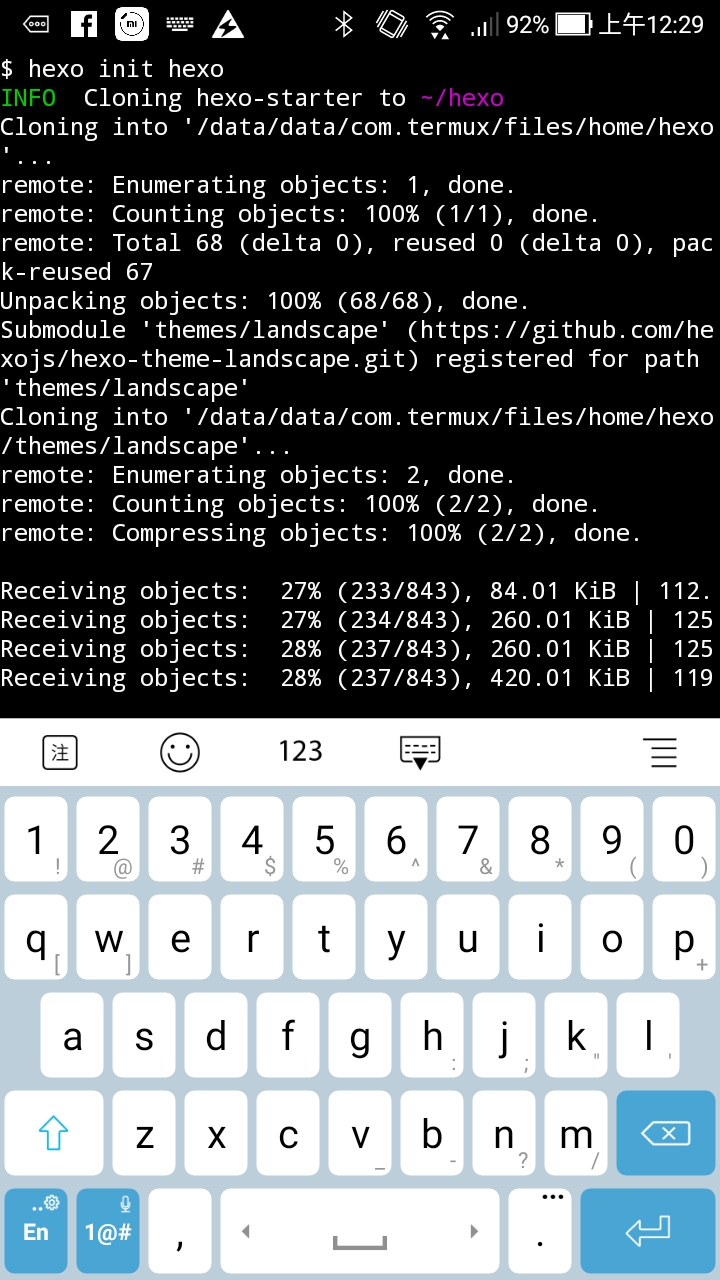 92% 上午12:29
$ hexo init hexo
INFO  Cloning hexo-starter to ~/hexo
Cloning into '/data/data/com.termux/files/home/hexo
'...
remote: Enumerating objects: 1, done.
remote: Counting objects: 100% (1/1), done.
remote: Total 68 (delta 0), reused 0 (delta 0), pac
k-reused 67
Unpacking objects: 100% (68/68), done.
Submodule 'themes/landscape' (https://github.com/he
xojs/hexo-theme-landscape.git) registered for path
'themes/landscape'
Cloning into '/data/data/com.termux/files/home/hexo
/themes/landscape'...
remote: Enumerating objects: 2, done.
remote: Counting objects: 100% (2/2), done.
remote: Compressing objects: 100% (2/2), done.
Receiving objects:  27% (233/843), 84.01 KiB | 112.
Receiving objects:  27% (234/843), 260.01 KiB | 125
Receiving objects:  28% (237/843), 260.01 KiB | 125
Receiving objects:  28% (237/843), 420.01 KiB | 119
注 123
1 ! 2 @ 3 # 4 $ 5 % 6 ^ 7 & 8 * 9 ( 0 )
q [ w ] e r t y u i o p +
a s d f g h : j ; k " l '
z x c v _ b - n ? m /
En 1@# , . ...